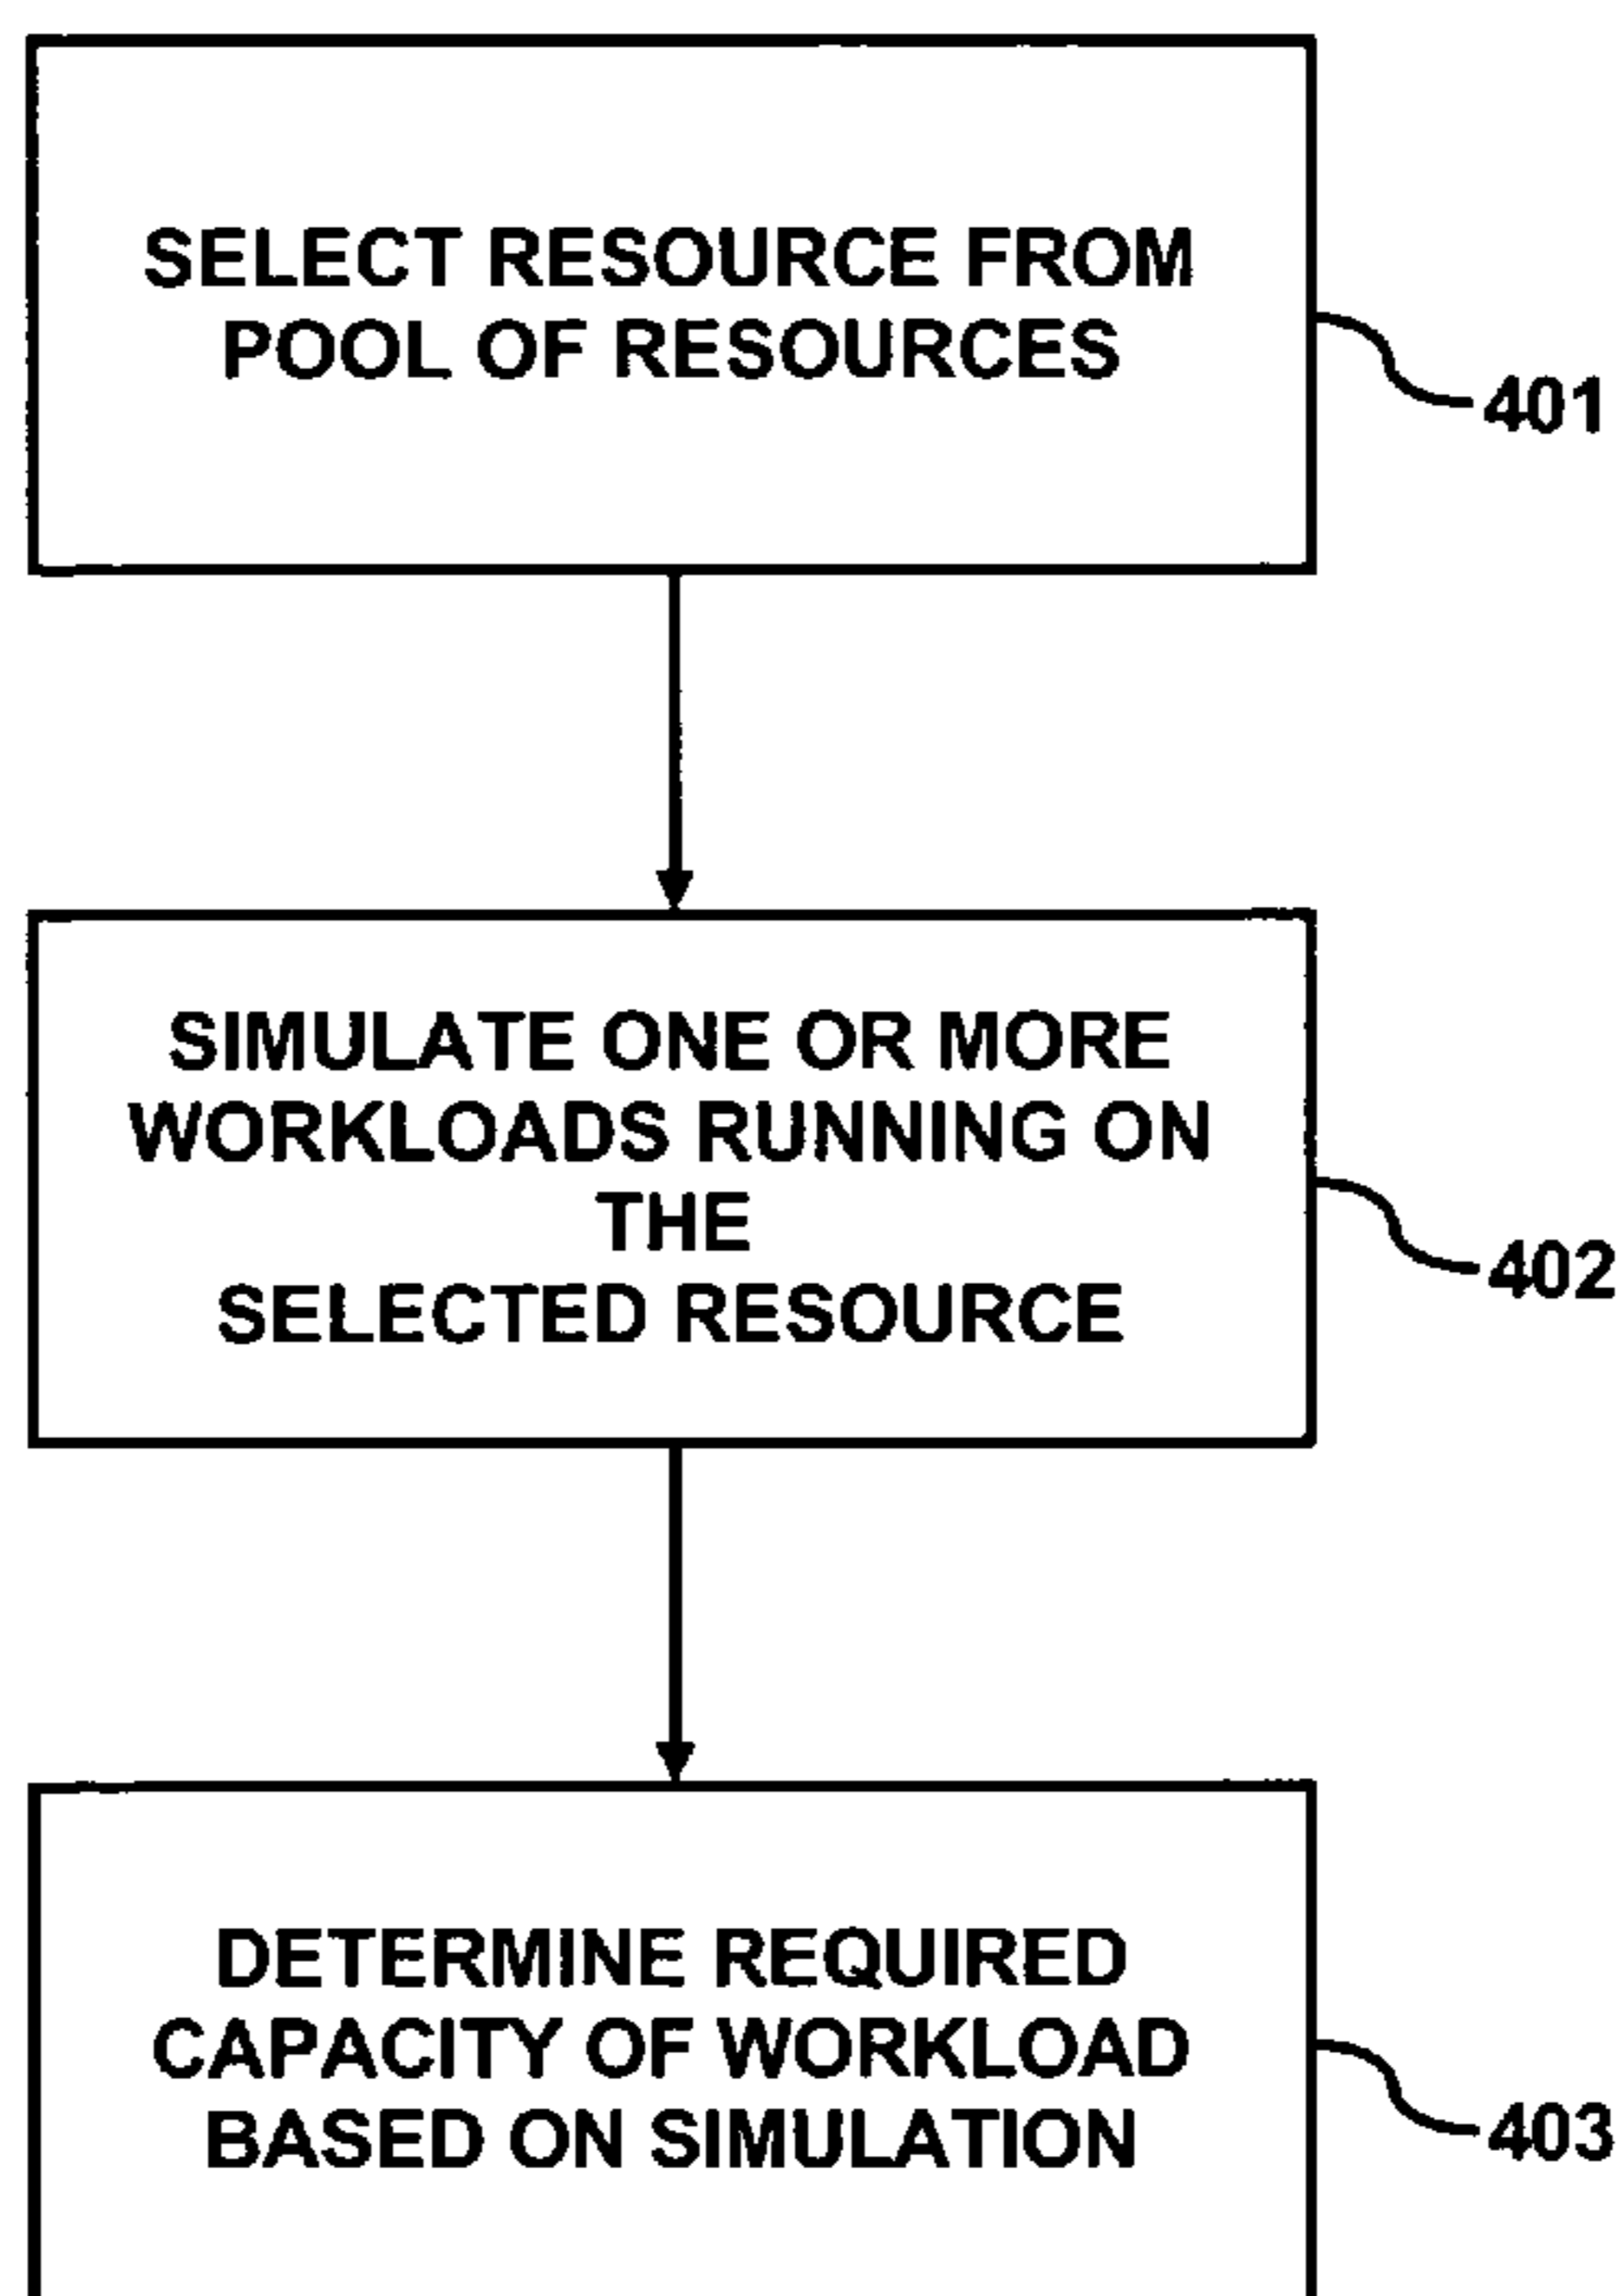 SELECT RESOURCE FROM
POOL OF RESOURCES
401
SIMULATE ONE OR MORE
WORKLOADS RUNNING ON
THE
SELECTED RESOURCE
402
DETERMINE REQUIRED
CAPACITY OF WORKLOAD
BASED ON SIMULATION
403